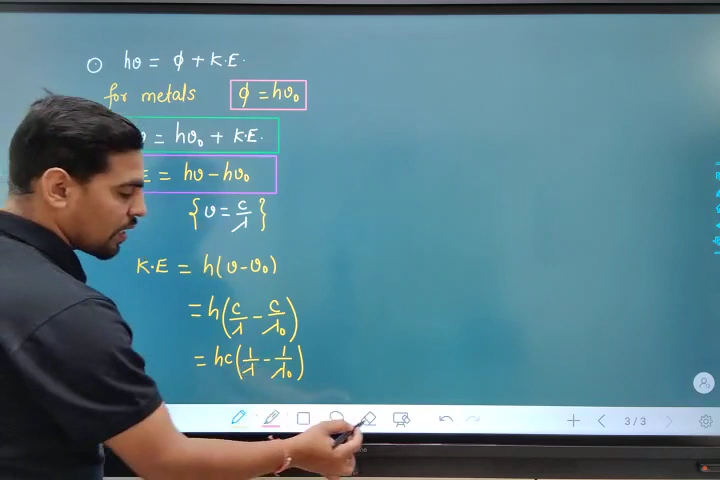 hυ = ϕ + K.E.
for metals ϕ = hυ₀
υ = hυ₀ + K.E.
E = hυ – hυ₀
{ υ = c/λ }
K.E = h(υ–υ₀)
= h(c/λ – c/λ₀)
= hc(1/λ – 1/λ₀)
3/3